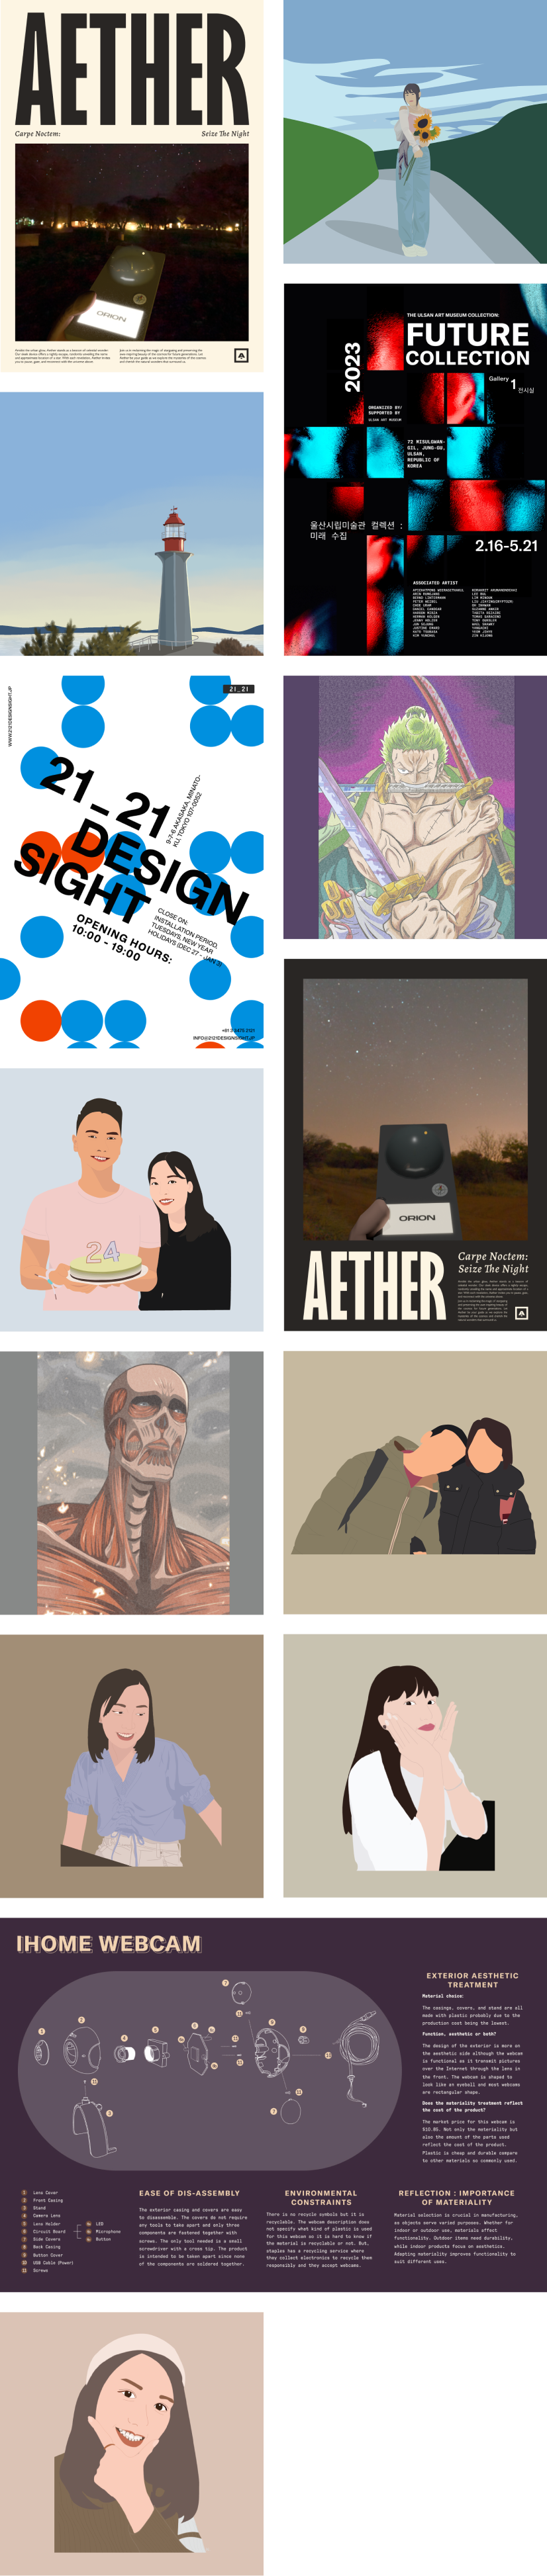 AETHER
Carpe Noctem:
Seize The Night
ORION
THE ULSAN ART MUSEUM COLLECTION:
FUTURE
COLLECTION
2023
Gallery 1 전시실
ORGANIZED BY/
SUPPORTED BY
ULSAN ART MUSEUM
72 MISULGWAN-
GIL, JUNG-GU,
ULSAN,
REPUBLIC OF
KOREA
울산시립미술관 컬렉션 :
미래 수집
2.16-5.21
ASSOCIATED ARTIST
WWW.2121DESIGNSIGHT.JP
21_21
21_21
DESIGN
SIGHT
9-7-6 AKASAKA, MINATO-
KU, TOKYO 107-0052
OPENING HOURS:
10:00 - 19:00
CLOSE ON:
INSTALLATION PERIOD,
TUESDAYS, NEW YEAR
HOLIDAYS (DEC 27 - JAN 3)
INFO@2121DESIGNSIGHT.JP
24
ORION
AETHER
Carpe Noctem:
Seize The Night
IHOME WEBCAM
EXTERIOR AESTHETIC
TREATMENT
Material choice:
The casings, covers, and stand are all
made with plastic probably due to the
production cost being the lowest.
Function, aesthetic or both?
The design of the exterior is more on
the aesthetic side although the webcam
is functional as it transmit pictures
over the Internet through the lens in
the front. The webcam is shaped to
look like an eyeball and most webcams
are rectangular shape.
Does the materiality treatment reflect
the cost of the product?
The market price for this webcam is
$10.85. Not only the materiality but
also the amount of the parts used
reflect the cost of the product.
Plastic is cheap and durable compare
to other materials so commonly used.
1 Lens Cover
2 Front Casing
3 Stand
4 Camera Lens
5 Lens Holder
6 Circuit Board
7 Side Covers
8 Back Casing
9 Button Cover
10 USB Cable (Power)
11 Screws
6a LED
6b Microphone
6c Button
EASE OF DIS-ASSEMBLY
The exterior casing and covers are easy
to disassemble. The covers do not require
any tools to take apart and only three
components are fastened together with
screws. The only tool needed is a small
screwdriver with a cross tip. The product
is intended to be taken apart since none
of the components are soldered together.
ENVIRONMENTAL
CONSTRAINTS
There is no recycle symbols but it is
recyclable. The webcam description does
not specify what kind of plastic is used
for this webcam so it is hard to know if
the material is recyclable or not. But,
staples has a recycling service where
they collect electronics to recycle them
responsibly and they accept webcams.
REFLECTION : IMPORTANCE
OF MATERIALITY
Material selection is crucial in manufacturing,
as objects serve varied purposes. Whether for
indoor or outdoor use, materials affect
functionality. Outdoor items need durability,
while indoor products focus on aesthetics.
Adapting materiality improves functionality to
suit different uses.